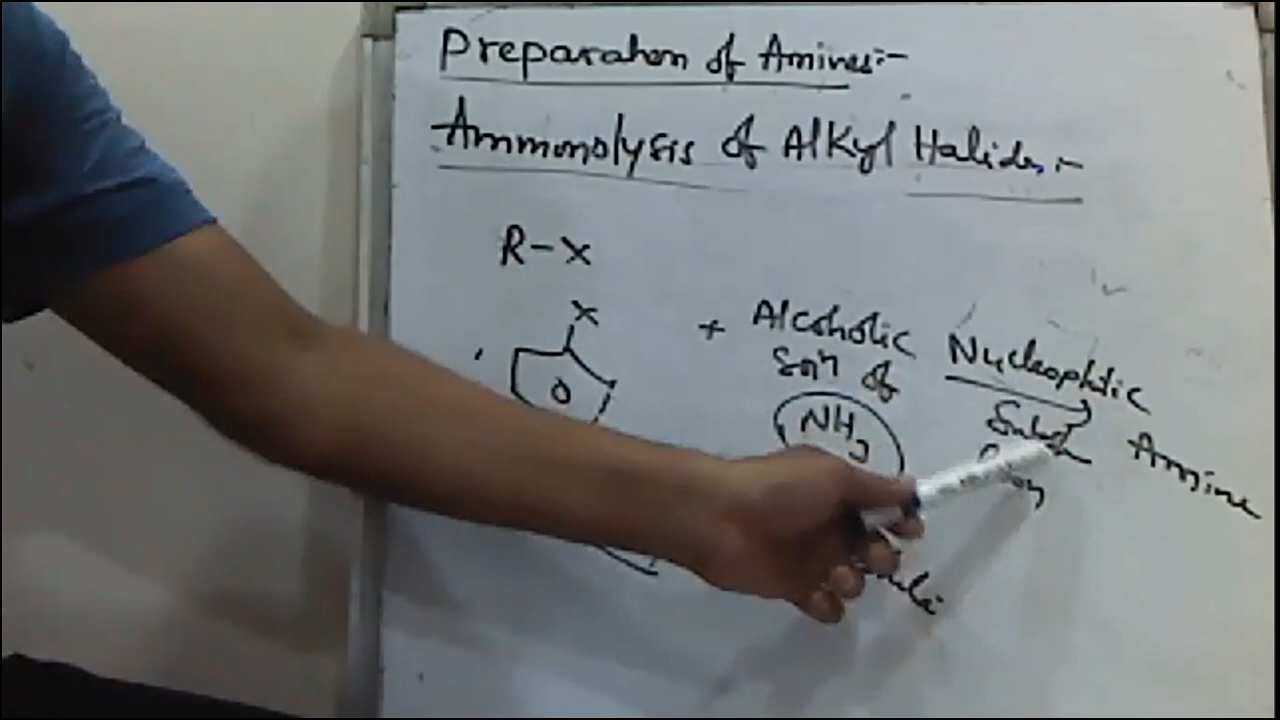 Preparation of Amines:-
Ammonolysis of Alkyl Halides:-
R-X
X
+ Alcoholic
Soln of
NH3
Nucleophilic
Amine